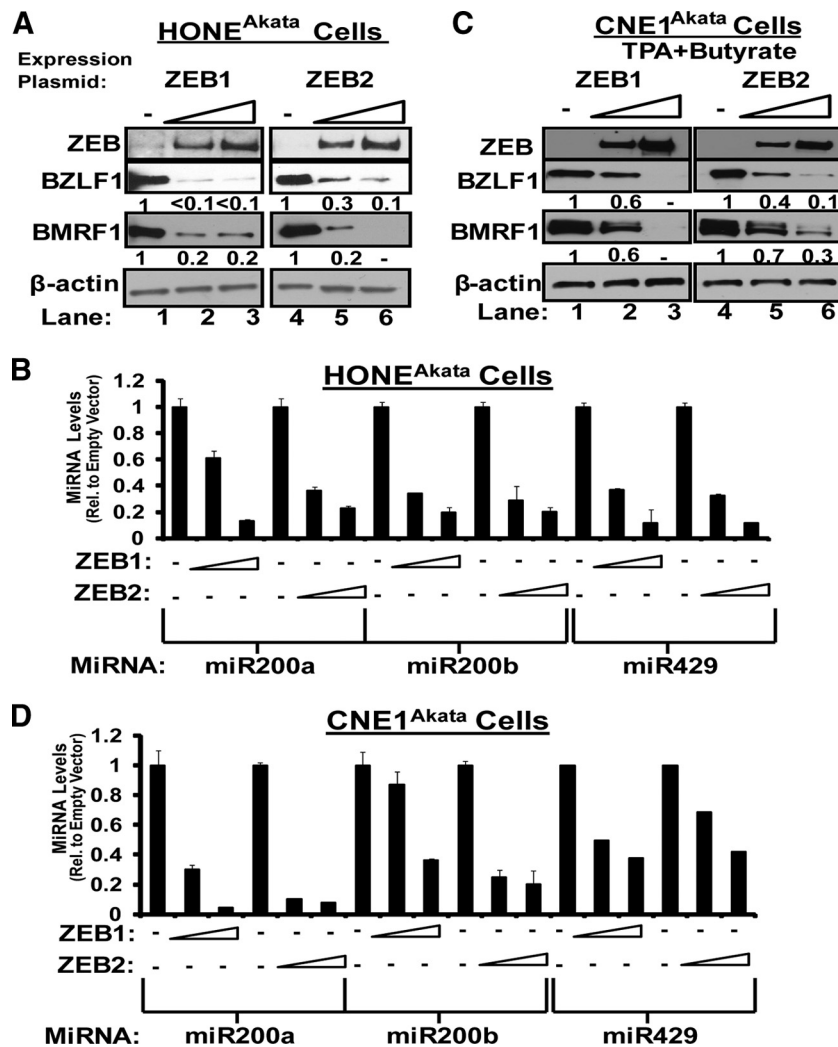 A
HONE^Akata Cells
Expression
Plasmid: ZEB1 ZEB2
- -
ZEB
BZLF1
1 <0.1 <0.1 1 0.3 0.1
BMRF1
1 0.2 0.2 1 0.2 -
β-actin
Lane: 1 2 3 4 5 6
C
CNE1^Akata Cells
TPA+Butyrate
ZEB1 ZEB2
- -
ZEB
BZLF1
1 0.6 - 1 0.4 0.1
BMRF1
1 0.6 - 1 0.7 0.3
β-actin
Lane: 1 2 3 4 5 6
B
HONE^Akata Cells
MiRNA Levels
(Rel. to Empty Vector)
1.2
1
0.8
0.6
0.4
0.2
0
ZEB1: - - - - - - - - - - - -
ZEB2: - - - - - - - - - - - -
MiRNA: miR200a miR200b miR429
D
CNE1^Akata Cells
MiRNA Levels
(Rel. to Empty Vector)
1.2
1
0.8
0.6
0.4
0.2
0
ZEB1: - - - - - - - - - - - -
ZEB2: - - - - - - - - - - - -
MiRNA: miR200a miR200b miR429